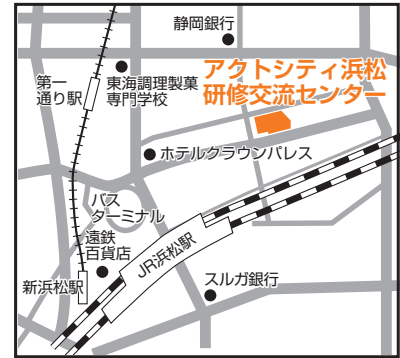 静岡銀行
アクトシティ浜松
研修交流センター
第一
通り駅
東海調理製菓
専門学校
ホテルクラウンパレス
バス
ターミナル
遠鉄
百貨店
JR浜松駅
新浜松駅
スルガ銀行